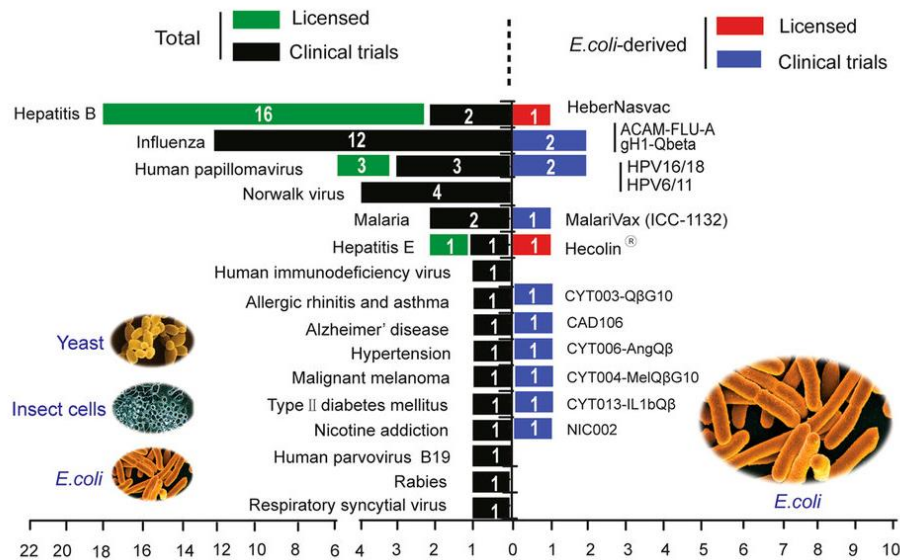 Total
Licensed
Clinical trials
E.coli-derived
Licensed
Clinical trials
Hepatitis B 16 2 1 HeberNasvac
Influenza 12 2 ACAM-FLU-A
gH1-Qbeta
Human papillomavirus 3 3 2 HPV16/18
HPV6/11
Norwalk virus 4
Malaria 2 1 MalariVax (ICC-1132)
Hepatitis E 1 1 1 Hecolin®
Human immunodeficiency virus 1
Allergic rhinitis and asthma 1 1 CYT003-QβG10
Alzheimer' disease 1 1 CAD106
Hypertension 1 1 CYT006-AngQβ
Malignant melanoma 1 1 CYT004-MelQβG10
Type Ⅱ diabetes mellitus 1 1 CYT013-IL1bQβ
Nicotine addiction 1 1 NIC002
Human parvovirus B19 1
Rabies 1
Respiratory syncytial virus 1
Yeast
Insect cells
E.coli
E.coli
22 20 18 16 14 12 10 8 6 4 3 2 1 0 1 2 3 4 5 6 7 8 9 10